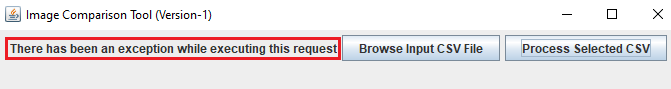 Image Comparison Tool (Version-1)
There has been an exception while executing this request Browse Input CSV File Process Selected CSV